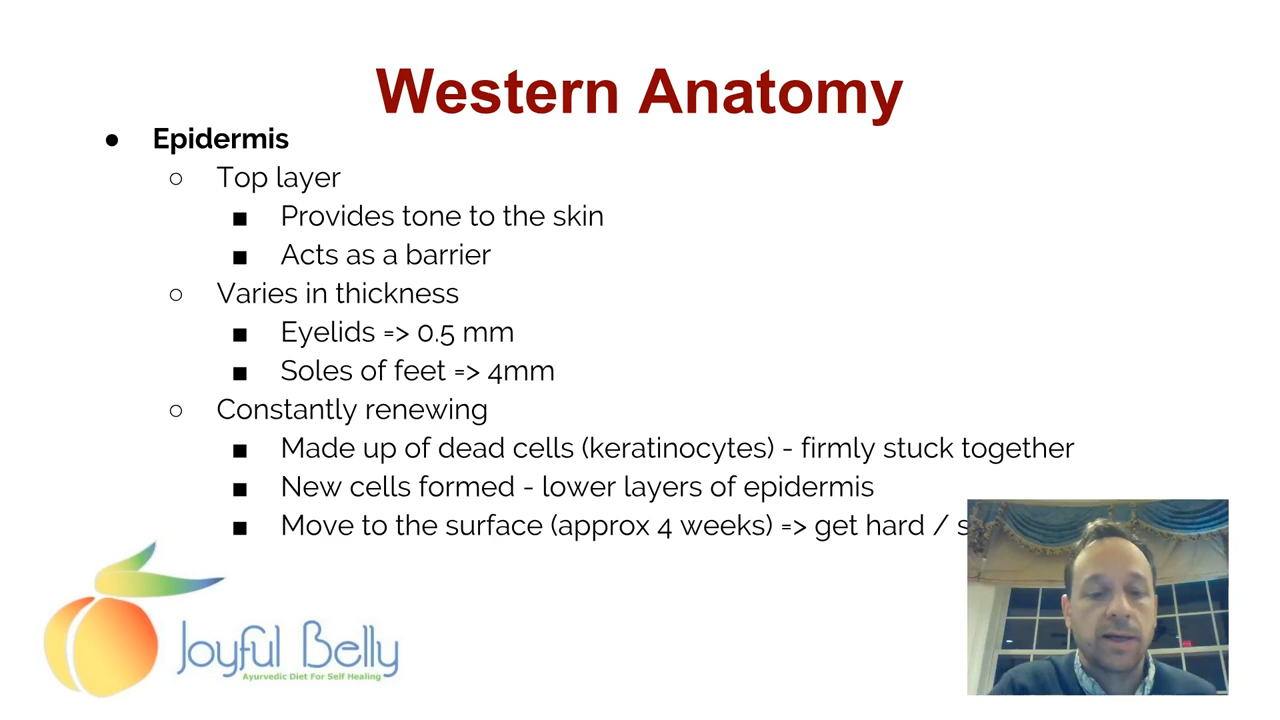 Western Anatomy
● Epidermis
○ Top layer
■ Provides tone to the skin
■ Acts as a barrier
○ Varies in thickness
■ Eyelids => 0.5 mm
■ Soles of feet => 4mm
○ Constantly renewing
■ Made up of dead cells (keratinocytes) - firmly stuck together
■ New cells formed - lower layers of epidermis
■ Move to the surface (approx 4 weeks) => get hard /
Joyful Belly
Ayurvedic Diet For Self Healing